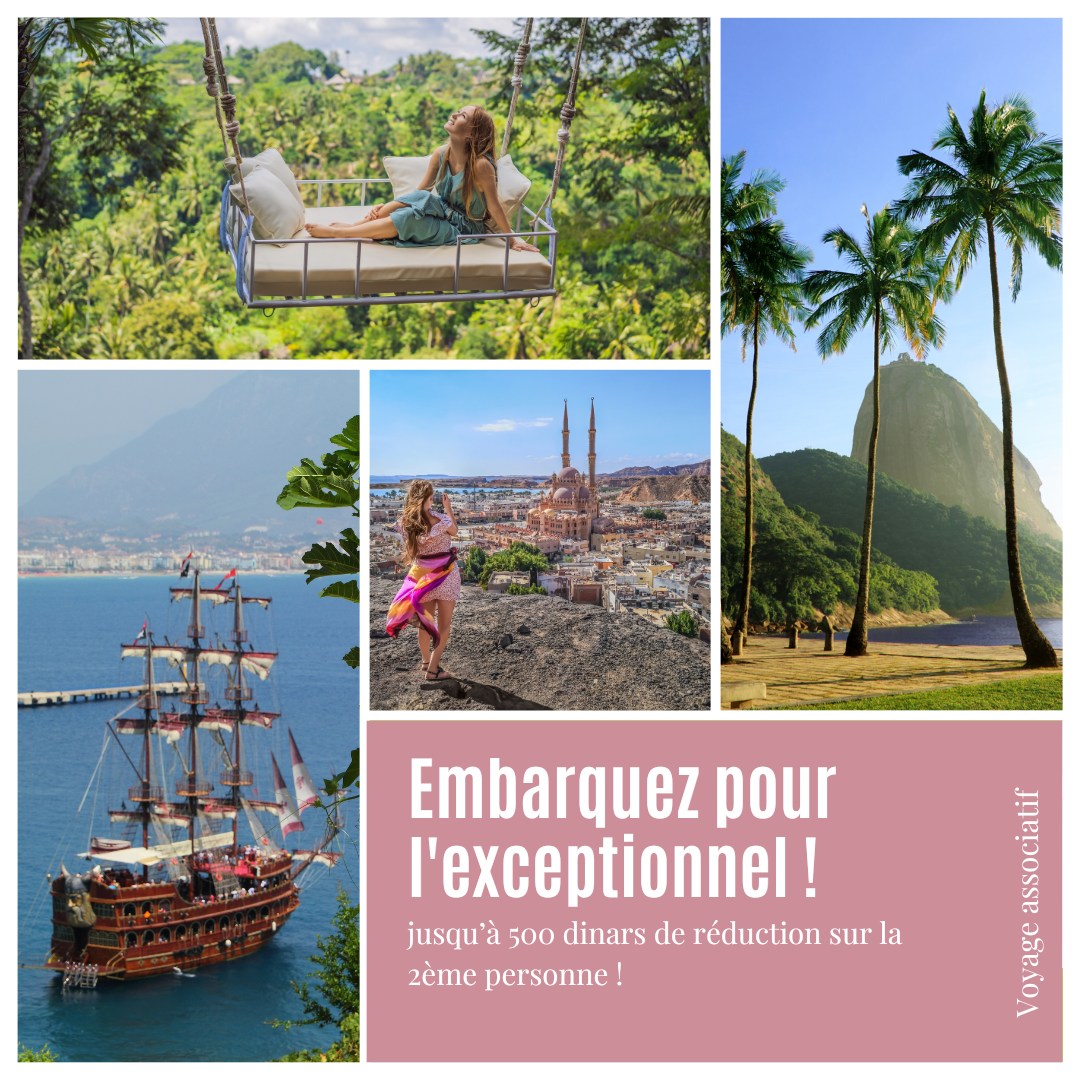 Embarquez pour
l'exceptionnel !
jusqu’à 500 dinars de réduction sur la
2ème personne !
Voyage associatif